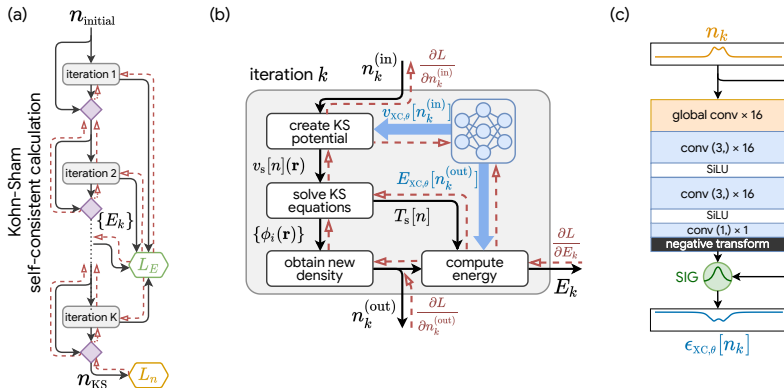 (a)
n_initial
iteration 1
iteration 2
{E_k}
L_E
iteration K
n_KS
L_n
Kohn-Sham
self-consistent calculation
(b)
iteration k
n_k^(in)
∂L
∂n_k^(in)
create KS
potential
v_XC,θ[n_k^(in)]
v_s[n](r)
E_XC,θ[n_k^(out)]
solve KS
equations
T_s[n]
{ϕ_i(r)}
obtain new
density
compute
energy
∂L
∂E_k
E_k
n_k^(out)
∂L
∂n_k^(out)
(c)
n_k
global conv × 16
conv (3,) × 16
SiLU
conv (3,) × 16
SiLU
conv (1,) × 1
negative transform
SIG
ϵ_XC,θ[n_k]